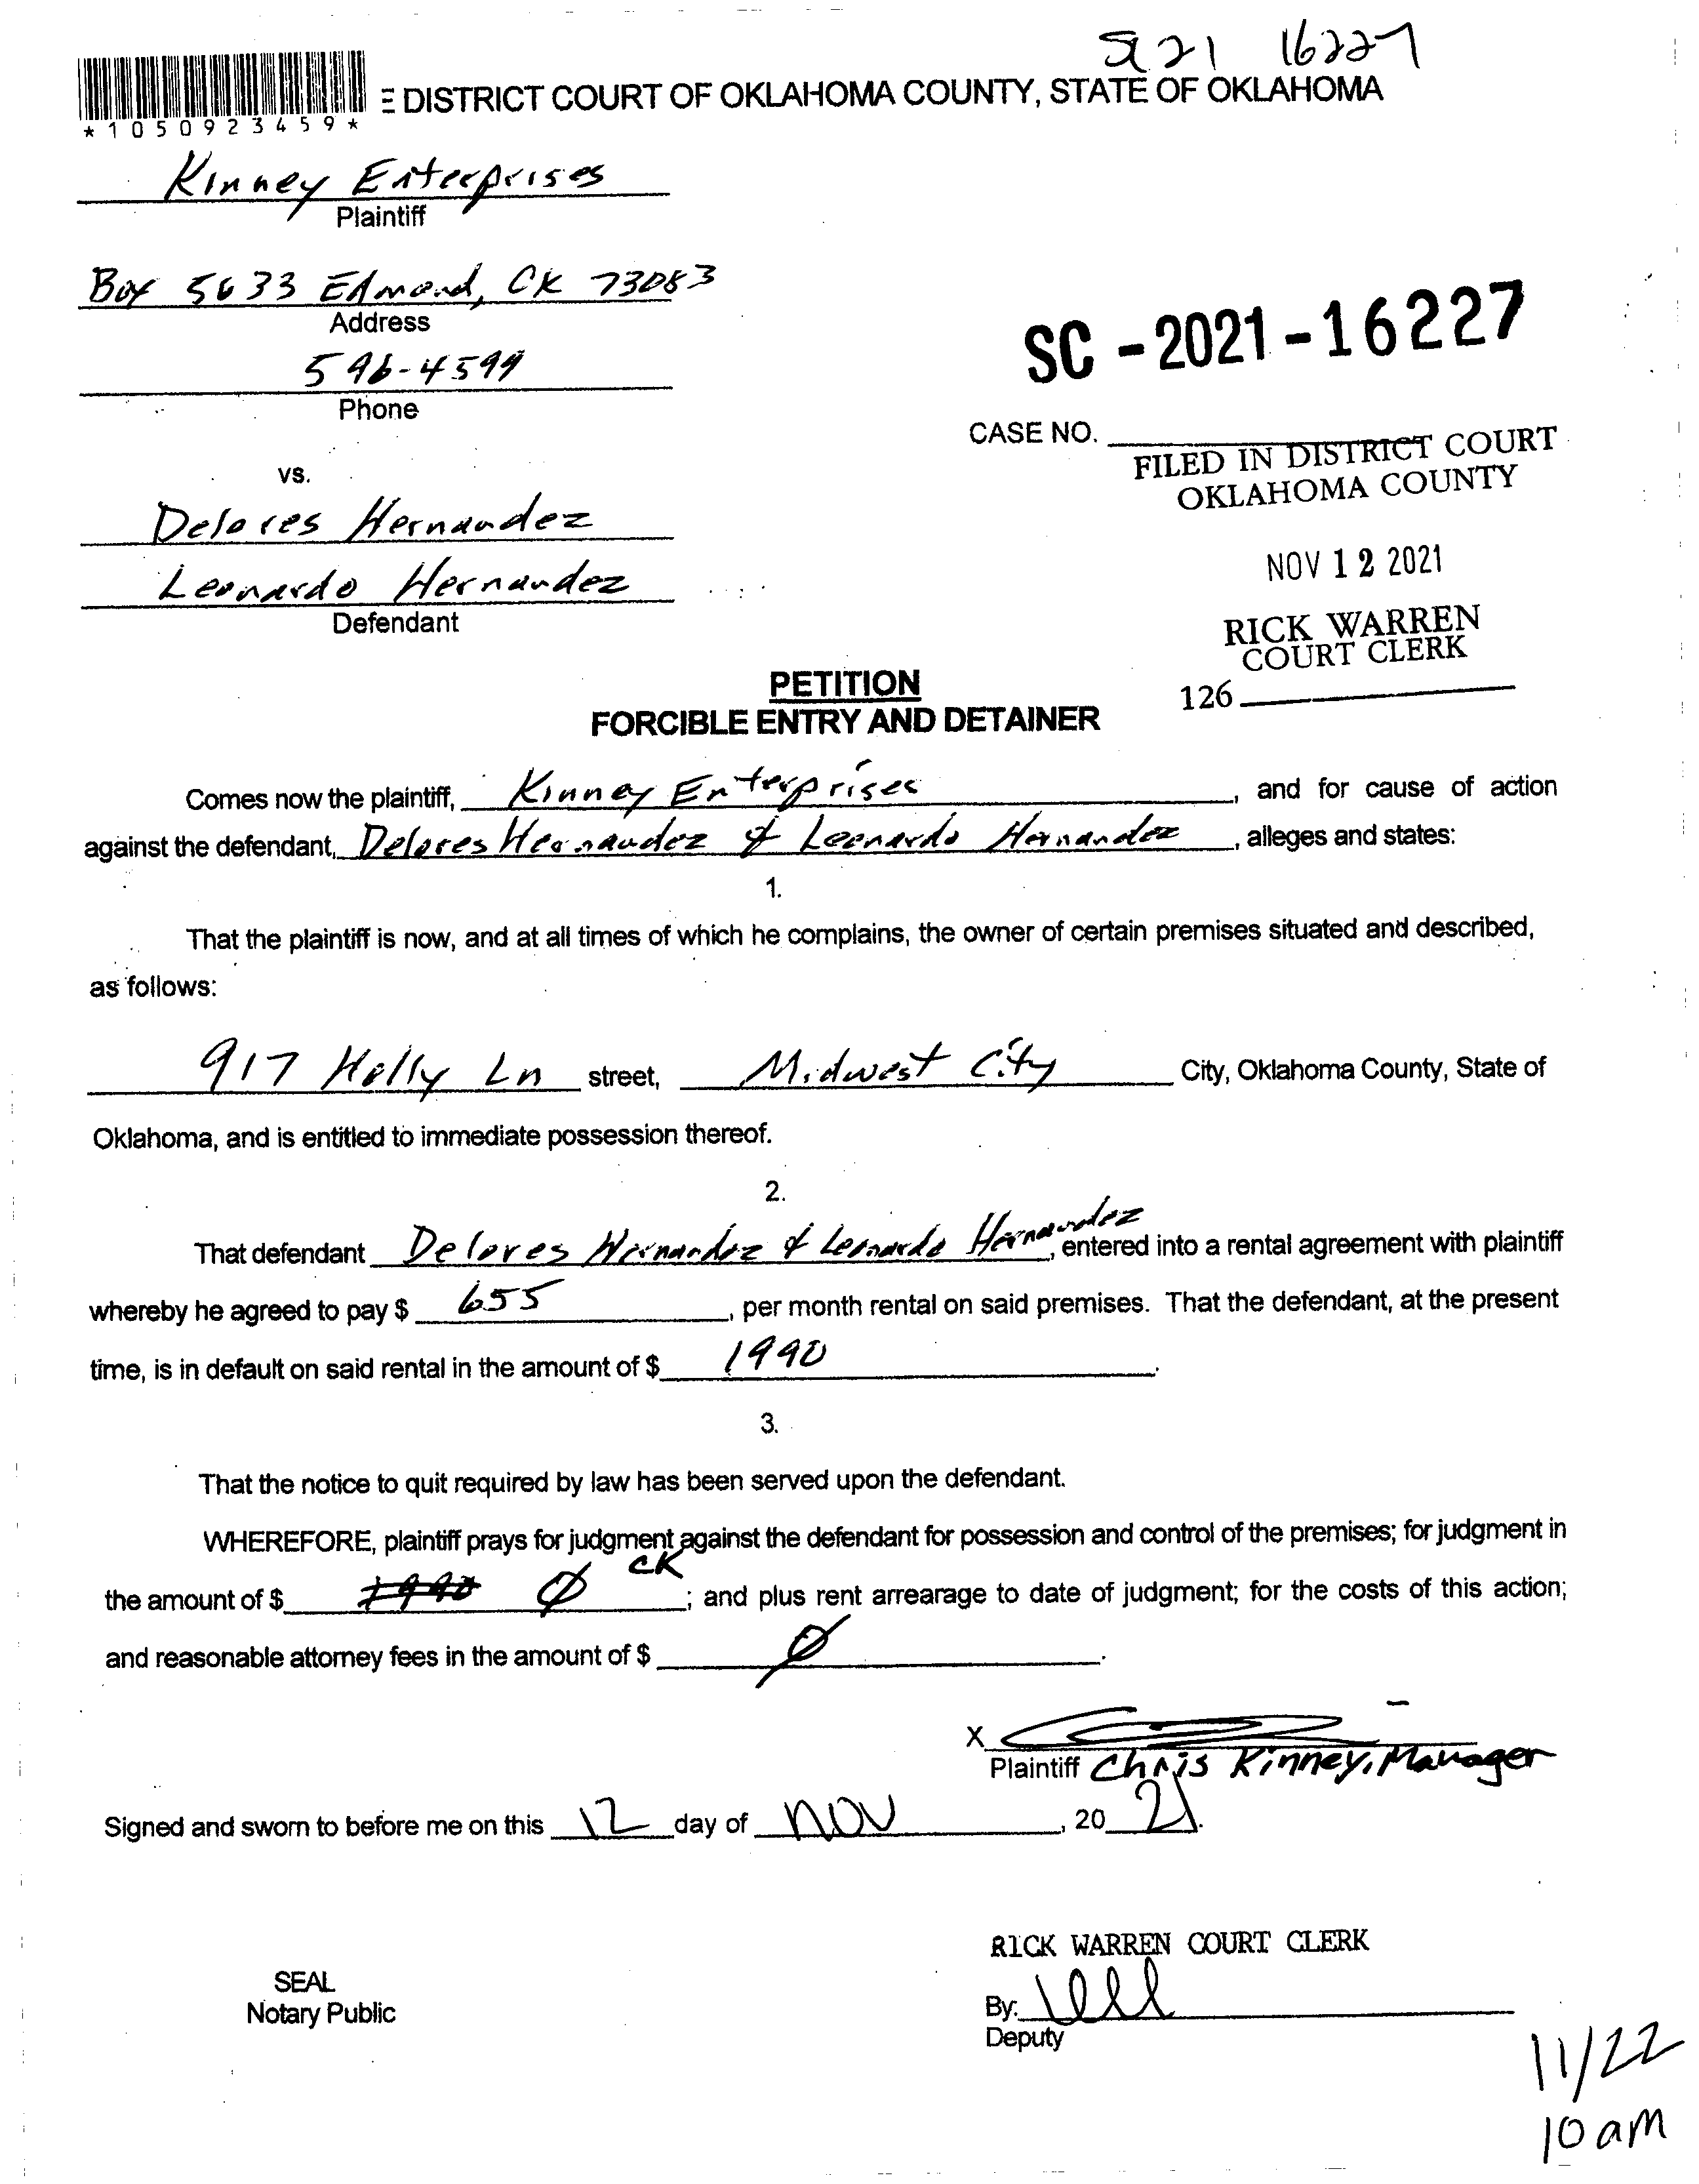 SC 21 16227
E DISTRICT COURT OF OKLAHOMA COUNTY, STATE OF OKLAHOMA
*1050923459*
Kinney Enterprises
Plaintiff
Box 5633 Edmond, OK 73083
Address
596-4599
Phone
SC-2021-16227
CASE NO.
FILED IN DISTRICT COURT
OKLAHOMA COUNTY
vs.
Delores Hernandez
NOV 12 2021
Leonardo Hernandez
Defendant
RICK WARREN
COURT CLERK
126
PETITION
FORCIBLE ENTRY AND DETAINER
Comes now the plaintiff, Kinney Enterprises, and for cause of action
against the defendant, Delores Hernandez & Leonardo Hernandez, alleges and states:
1.
That the plaintiff is now, and at all times of which he complains, the owner of certain premises situated and described,
as follows:
917 Holly Ln street, Midwest City City, Oklahoma County, State of
Oklahoma, and is entitled to immediate possession thereof.
2.
That defendant Delores Hernandez & Leonardo Hernandez, entered into a rental agreement with plaintiff
whereby he agreed to pay $ 655, per month rental on said premises. That the defendant, at the present
time, is in default on said rental in the amount of $ 1990.
3.
That the notice to quit required by law has been served upon the defendant.
WHEREFORE, plaintiff prays for judgment against the defendant for possession and control of the premises; for judgment in
the amount of $ 1990 Ø CK; and plus rent arrearage to date of judgment; for the costs of this action;
and reasonable attorney fees in the amount of $ Ø.
X
Plaintiff Chris Kinney, Manager
Signed and sworn to before me on this 12 day of NOV, 20 21.
RICK WARREN COURT CLERK
SEAL
Notary Public
By:
Deputy
11/22
10 am